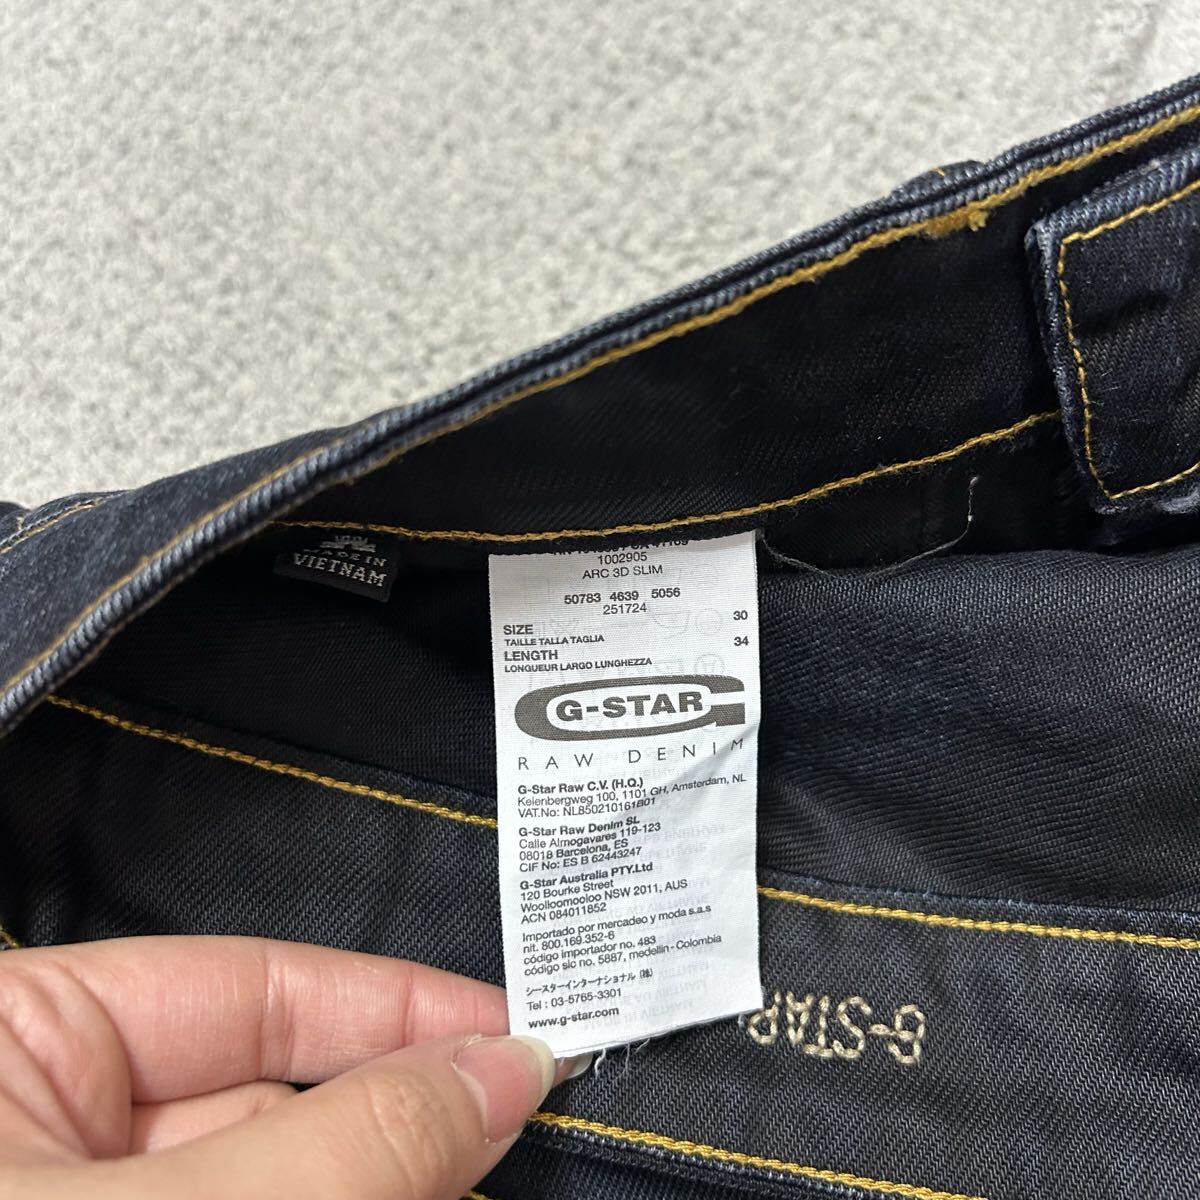 MADE IN
VIETNAM
1002905
ARC 3D SLIM
50783 4639 5056
251724
SIZE 30
TAILLE TALLA TAGLIA
LENGTH 34
LONGUEUR LARGO LUNGHEZZA
G-STAR
RAW DENIM
G-Star Raw C.V. (H.Q.)
Keienbergweg 100, 1101 GH, Amsterdam, NL
VAT.No: NL850210161B01
G-Star Raw Denim SL
Calle Almogavares 119-123
08018 Barcelona, ES
CIF No: ES B 62443247
G-Star Australia PTY.Ltd
120 Bourke Street
Woolloomooloo NSW 2011, AUS
ACN 084011852
Importado por mercadeo y moda s.a.s
nit. 800.169.352-6
código importador no. 483
código sic no. 5887, medellin - Colombia
ジースターインターナショナル (株)
Tel : 03-5765-3301
www.g-star.com
G-STAR